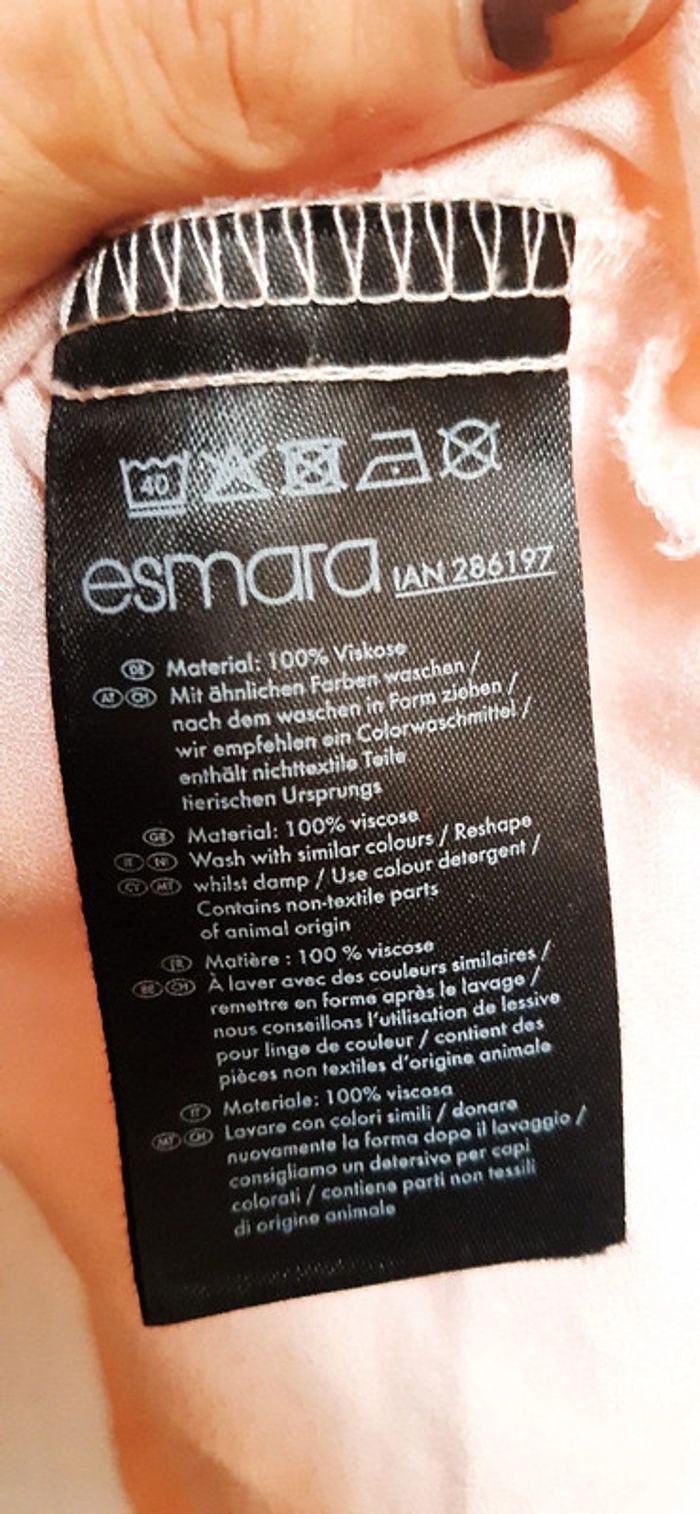 40
esmara IAN 286197
DE Material: 100% Viskose
AT CH Mit ähnlichen Farben waschen /
nach dem waschen in Form ziehen /
wir empfehlen ein Colorwaschmittel /
enthält nichttextile Teile
tierischen Ursprungs
GB Material: 100% viscose
IE NI Wash with similar colours / Reshape
CY MT whilst damp / Use colour detergent /
Contains non-textile parts
of animal origin
FR Matière : 100 % viscose
BE CH À laver avec des couleurs similaires /
remettre en forme après le lavage /
nous conseillons l'utilisation de lessive
pour linge de couleur / contient des
pièces non textiles d'origine animale
IT Materiale: 100% viscosa
MT CH Lavare con colori simili / donare
nuovamente la forma dopo il lavaggio /
consigliamo un detersivo per capi
colorati / contiene parti non tessili
di origine animale